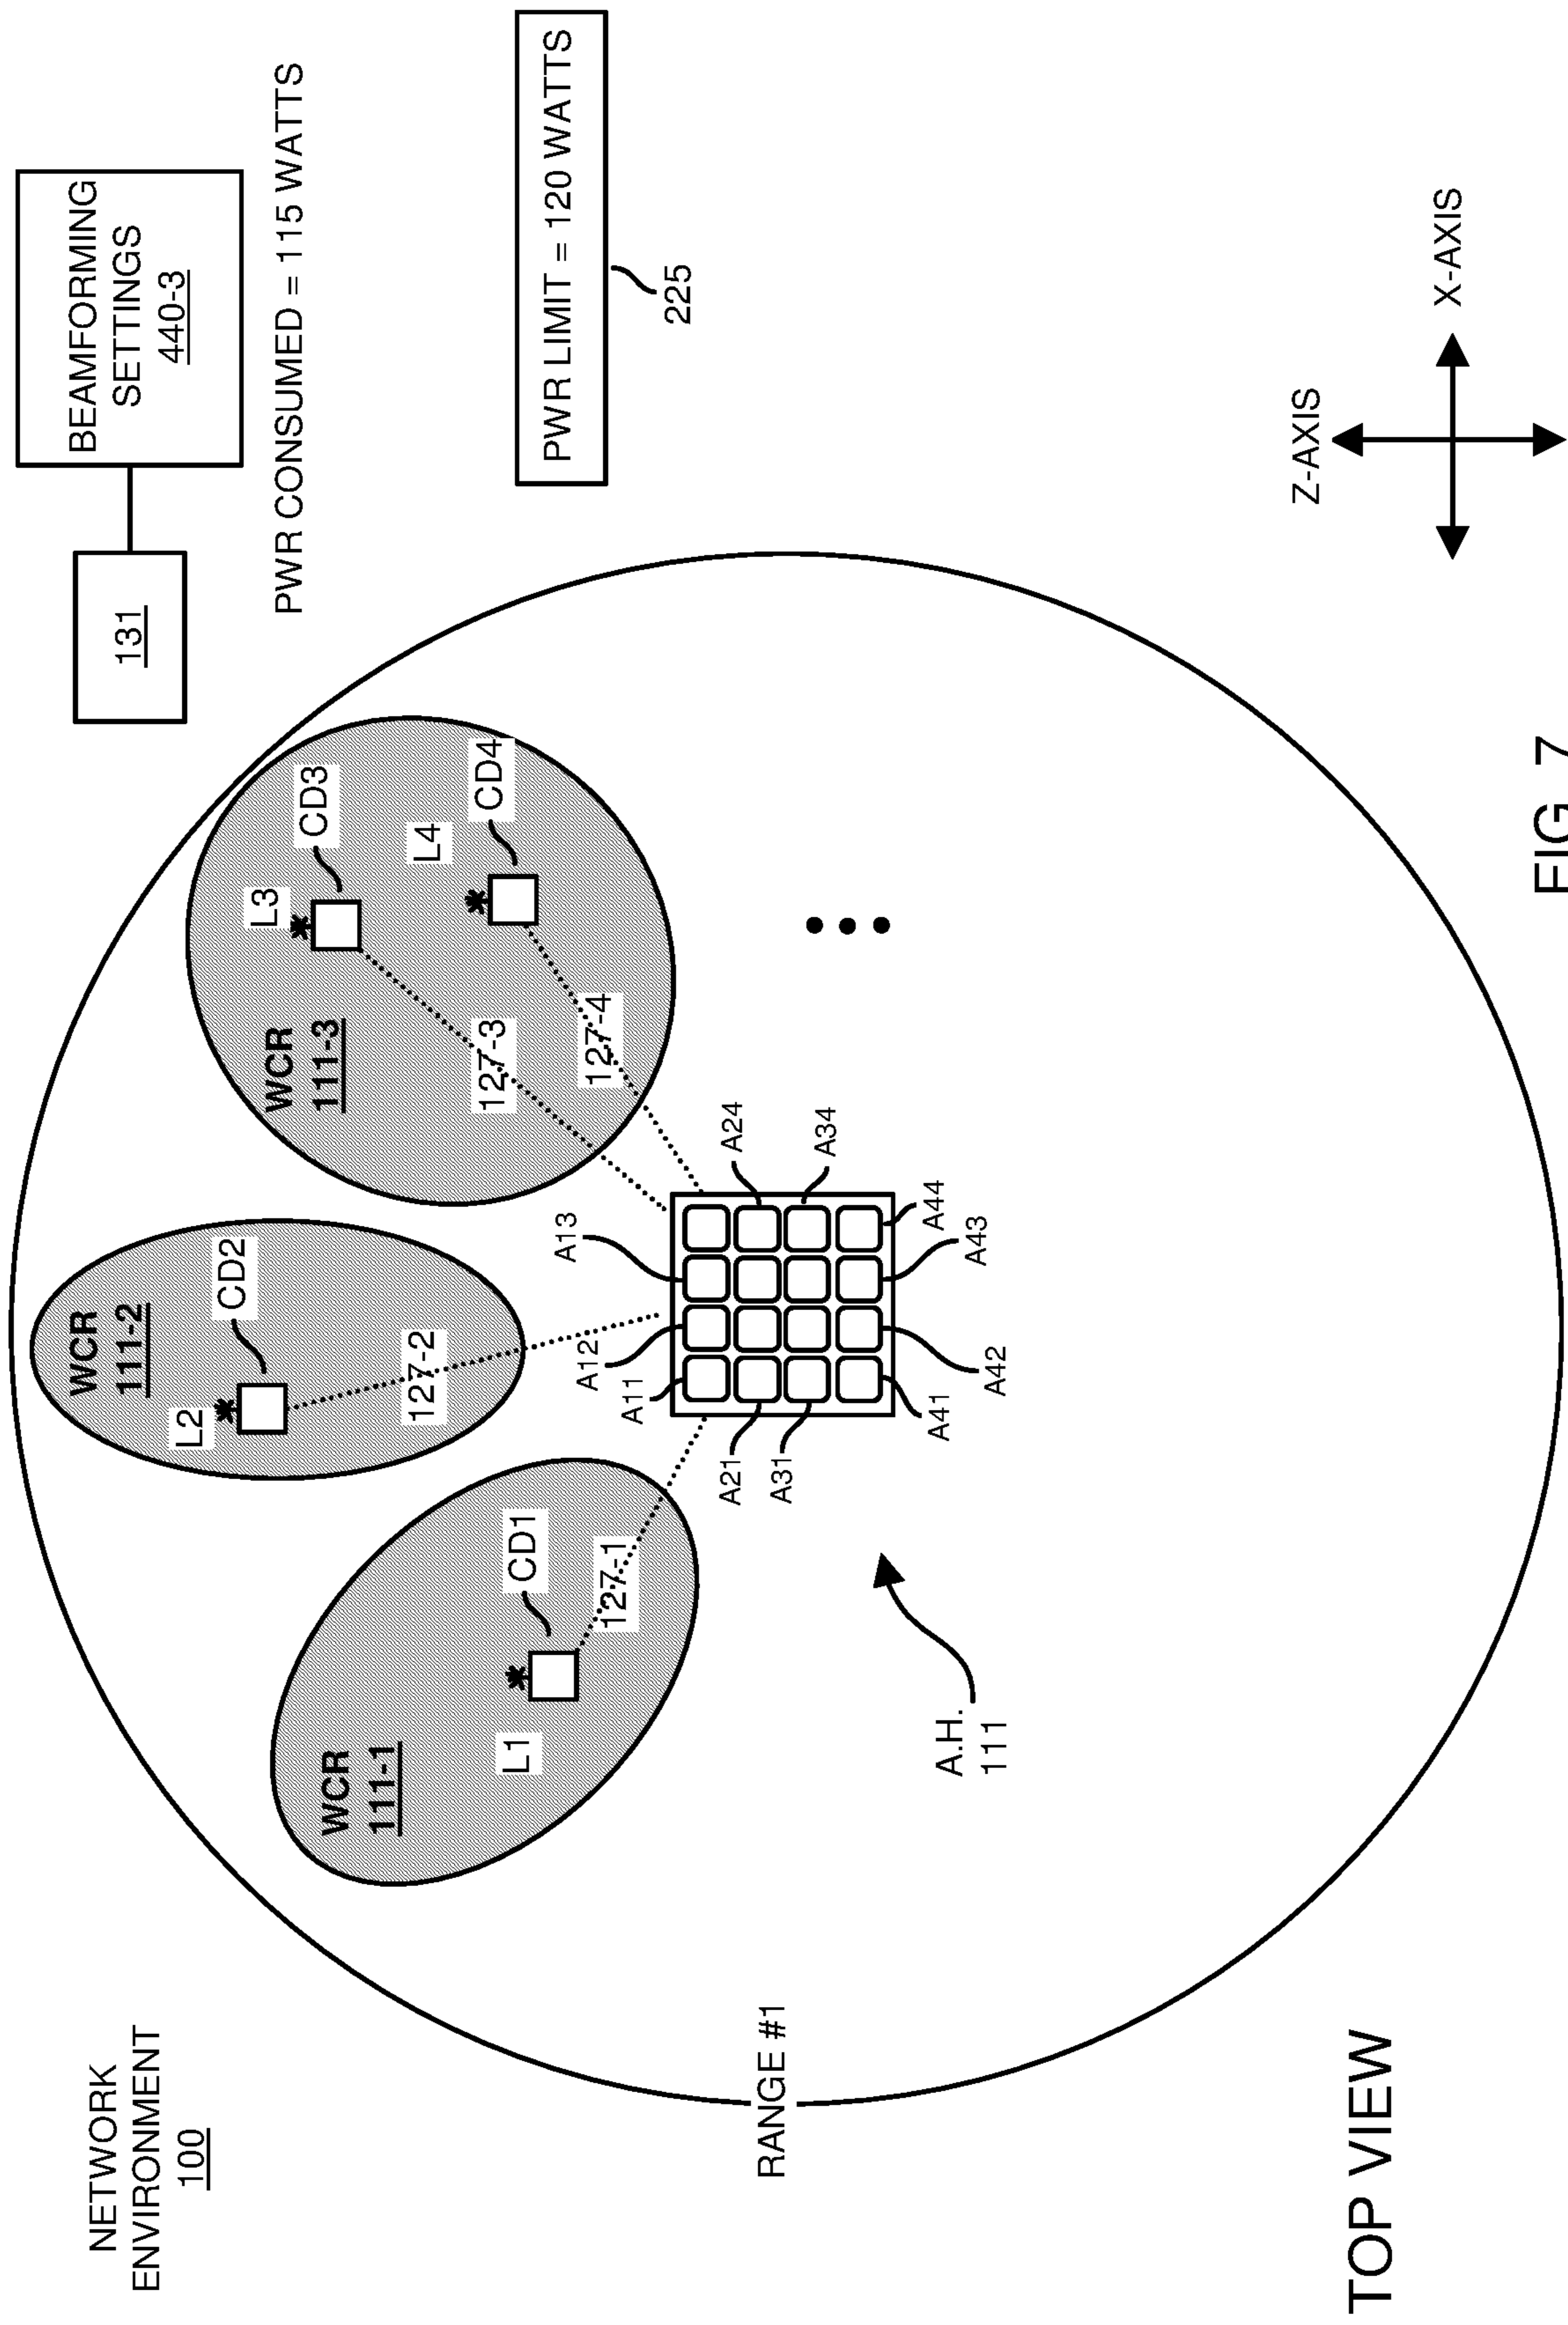 NETWORK
ENVIRONMENT
100
131
BEAMFORMING
SETTINGS
440-3
PWR CONSUMED = 115 WATTS
PWR LIMIT = 120 WATTS
225
WCR
111-1
L1
CD1
127-1
WCR
111-2
L2
CD2
127-2
WCR
111-3
L3
CD3
127-3
L4
CD4
127-4
A11
A12
A13
A21
A31
A24
A34
A41
A42
A43
A44
A.H.
111
RANGE #1
Z-AXIS
X-AXIS
TOP VIEW
FIG. 7